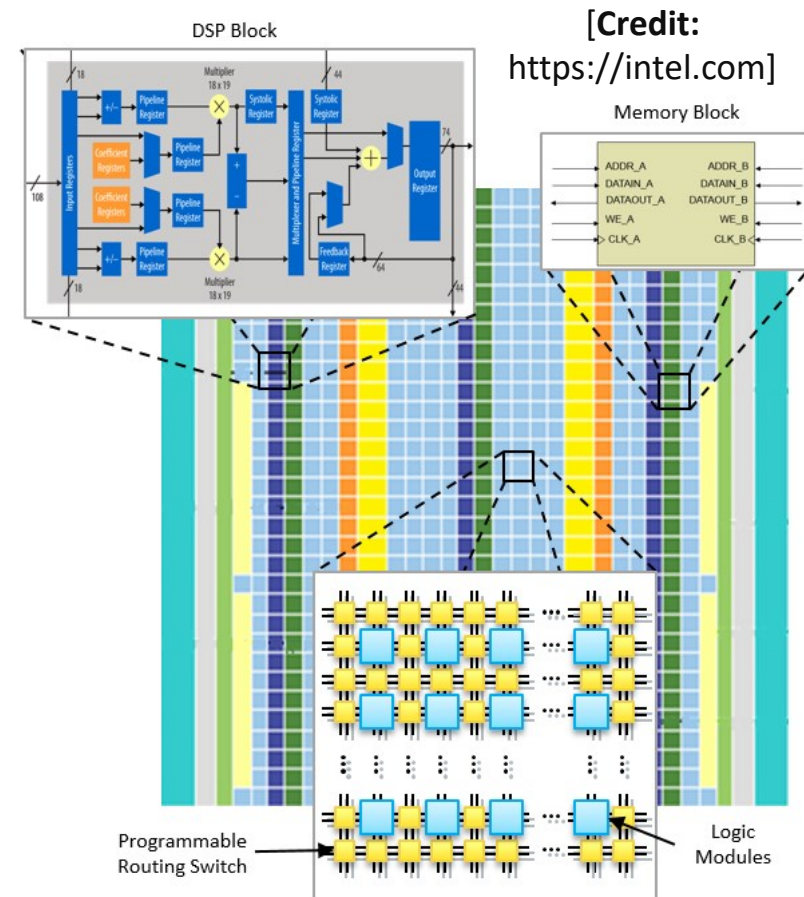 DSP Block
[Credit:
https://intel.com]
Memory Block
18
44
Multiplier
18 x 19
+/−
Pipeline
Register
×
Systolic
Register
Systolic
Register
74
Input Registers
Coefficient
Registers
Pipeline
Register
+
−
Multiplexer and Pipeline Register
+
Output
Register
108
Coefficient
Registers
Pipeline
Register
+/−
Pipeline
Register
×
Feedback
Register
64
Multiplier
18 x 19
18
44
ADDR_A
ADDR_B
DATAIN_A
DATAIN_B
DATAOUT_A
DATAOUT_B
WE_A
WE_B
CLK_A
CLK_B
Programmable
Routing Switch
Logic
Modules